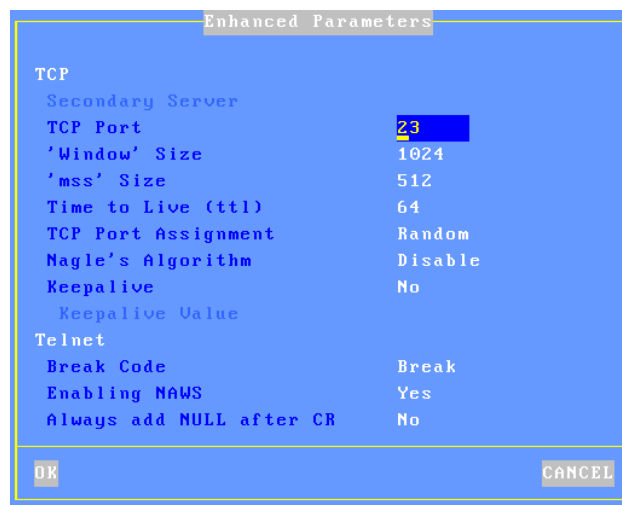 Enhanced Parameters
TCP
Secondary Server
TCP Port 23
'Window' Size 1024
'mss' Size 512
Time to Live (ttl) 64
TCP Port Assignment Random
Nagle's Algorithm Disable
Keepalive No
Keepalive Value
Telnet
Break Code Break
Enabling NAWS Yes
Always add NULL after CR No
OK CANCEL